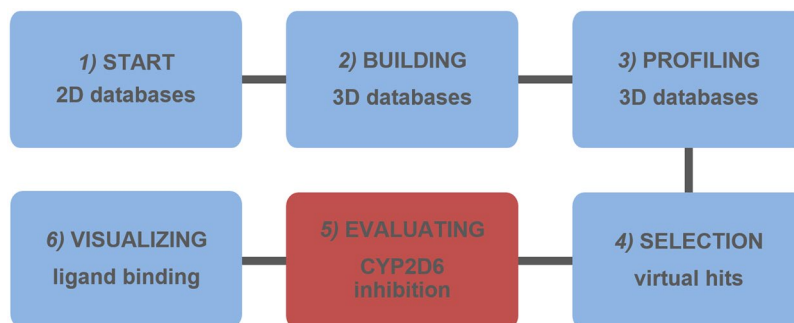 1) START
2D databases
2) BUILDING
3D databases
3) PROFILING
3D databases
6) VISUALIZING
ligand binding
5) EVALUATING
CYP2D6
inhibition
4) SELECTION
virtual hits